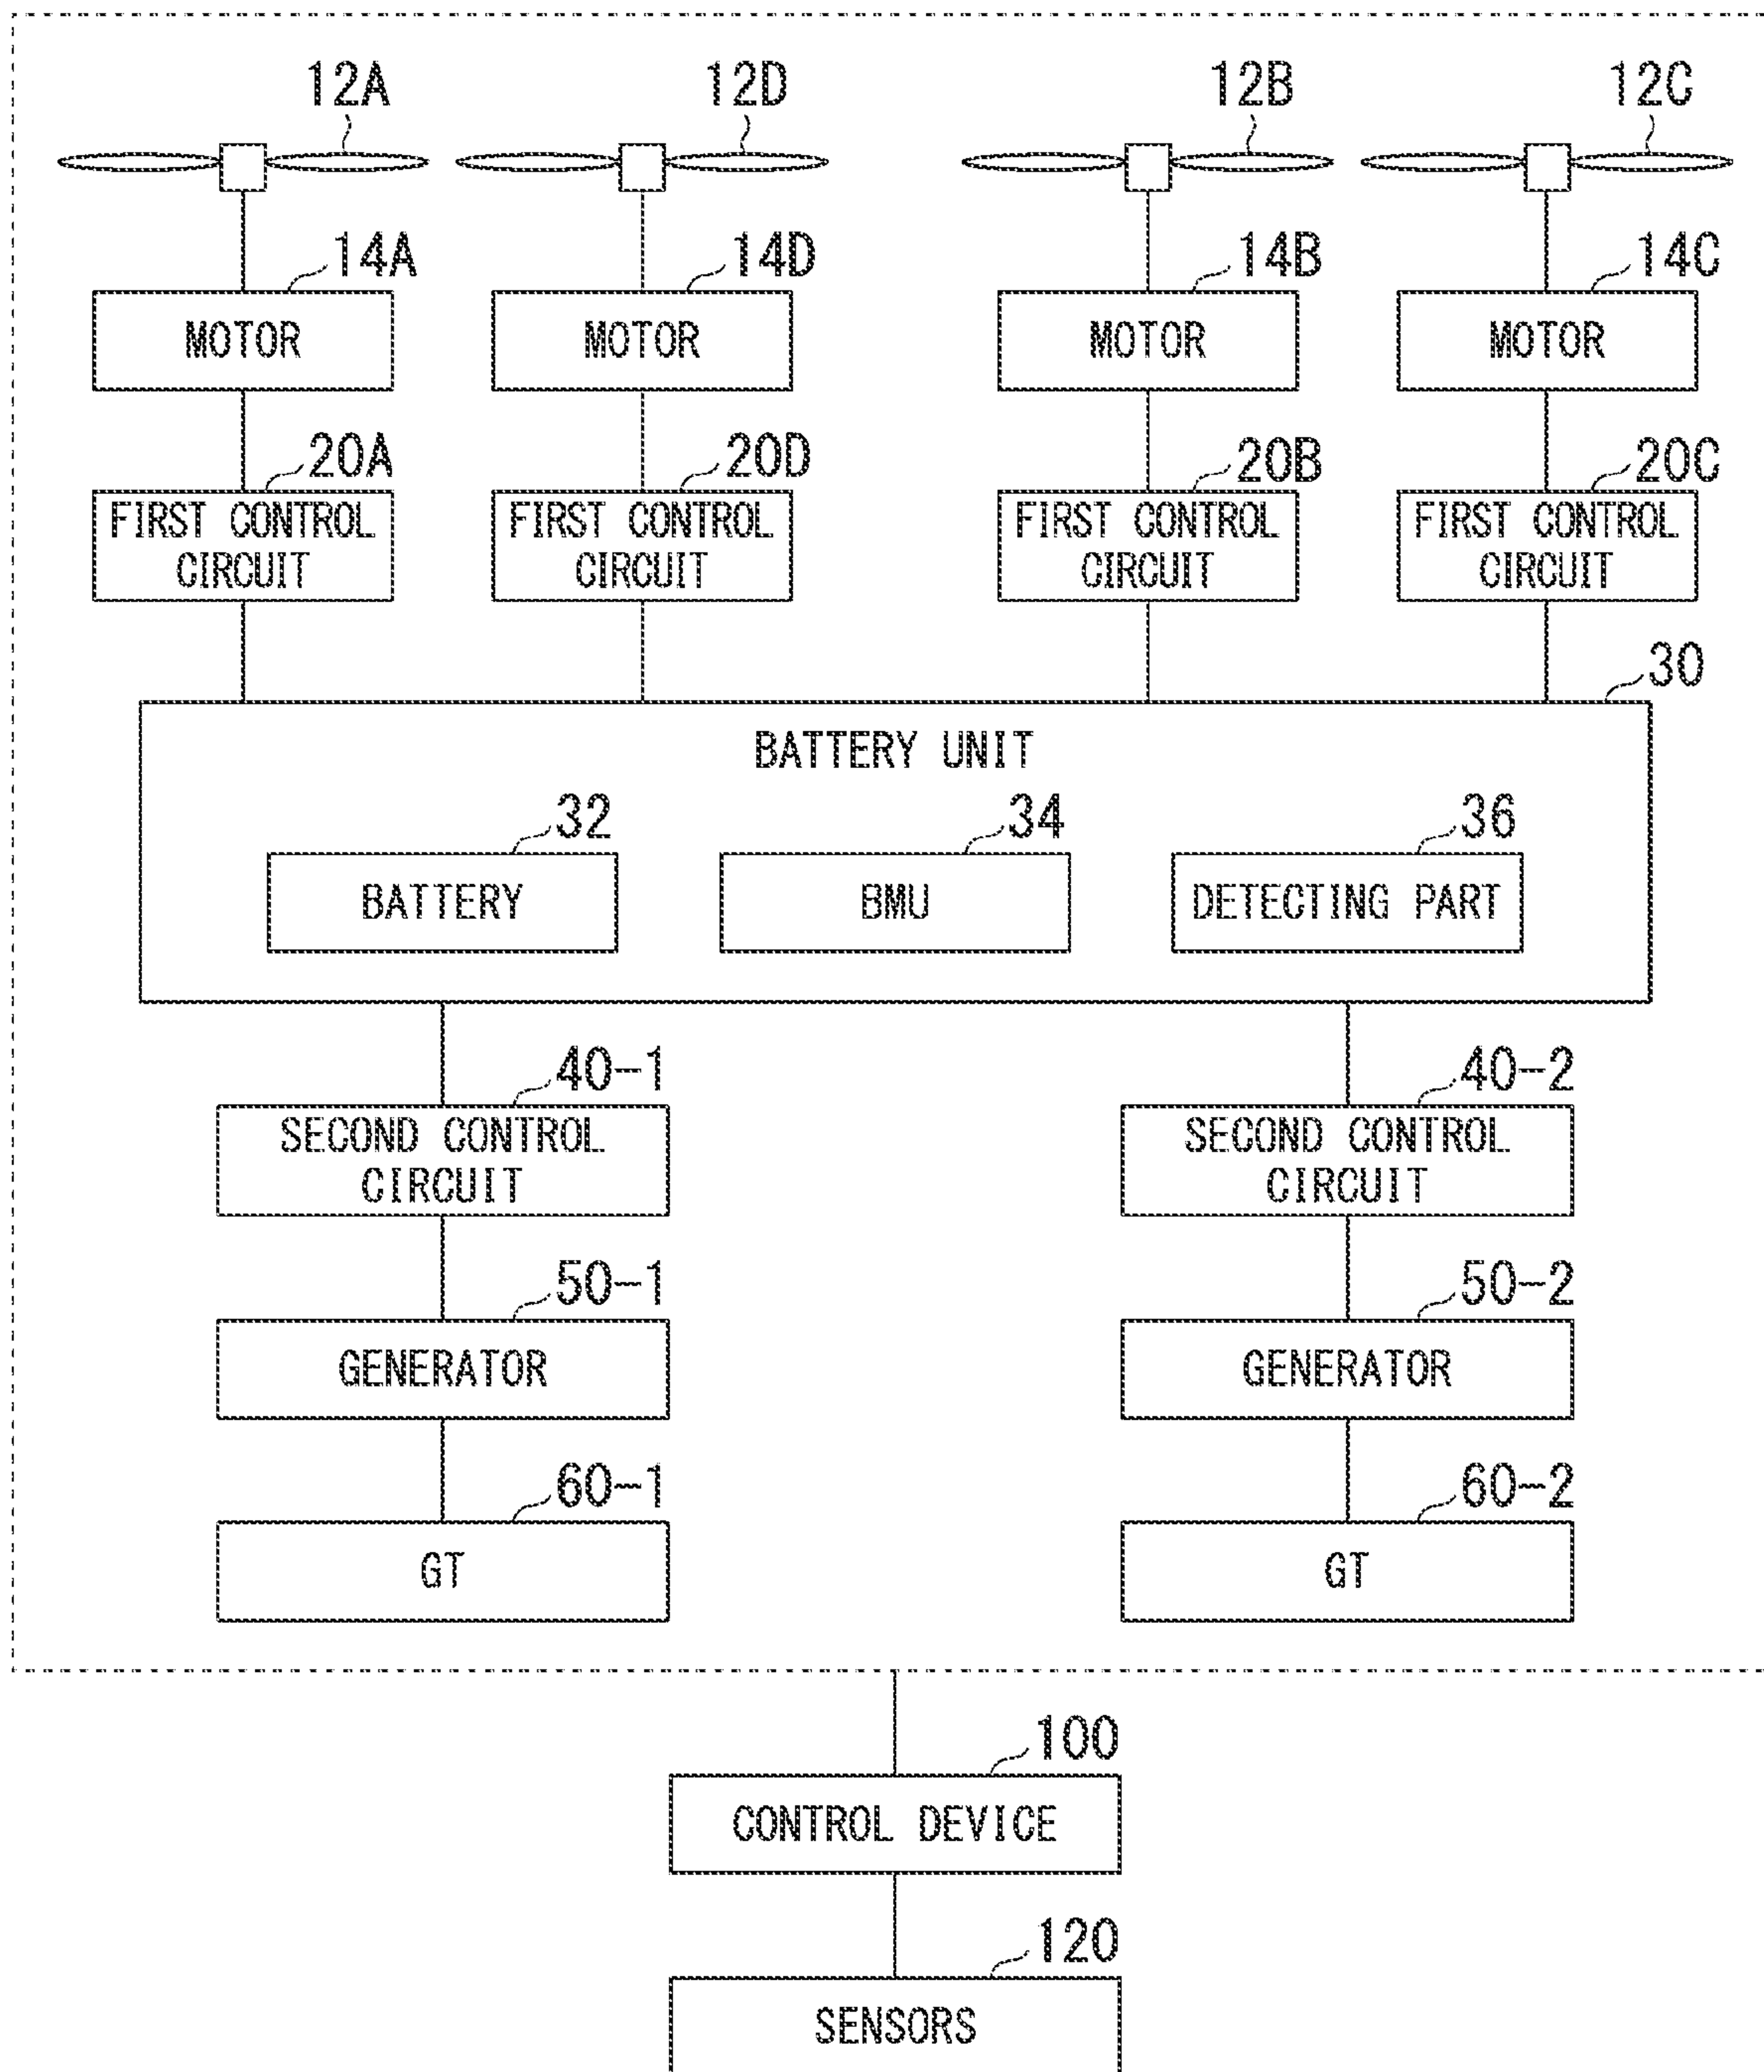 12A 12D 12B 12C
14A 14D 14B 14C
MOTOR MOTOR MOTOR MOTOR
20A 20D 20B 20C
FIRST CONTROL FIRST CONTROL FIRST CONTROL FIRST CONTROL
CIRCUIT CIRCUIT CIRCUIT CIRCUIT
30
BATTERY UNIT
32 34 36
BATTERY BMU DETECTING PART
40-1 40-2
SECOND CONTROL SECOND CONTROL
CIRCUIT CIRCUIT
50-1 50-2
GENERATOR GENERATOR
60-1 60-2
GT GT
100
CONTROL DEVICE
120
SENSORS